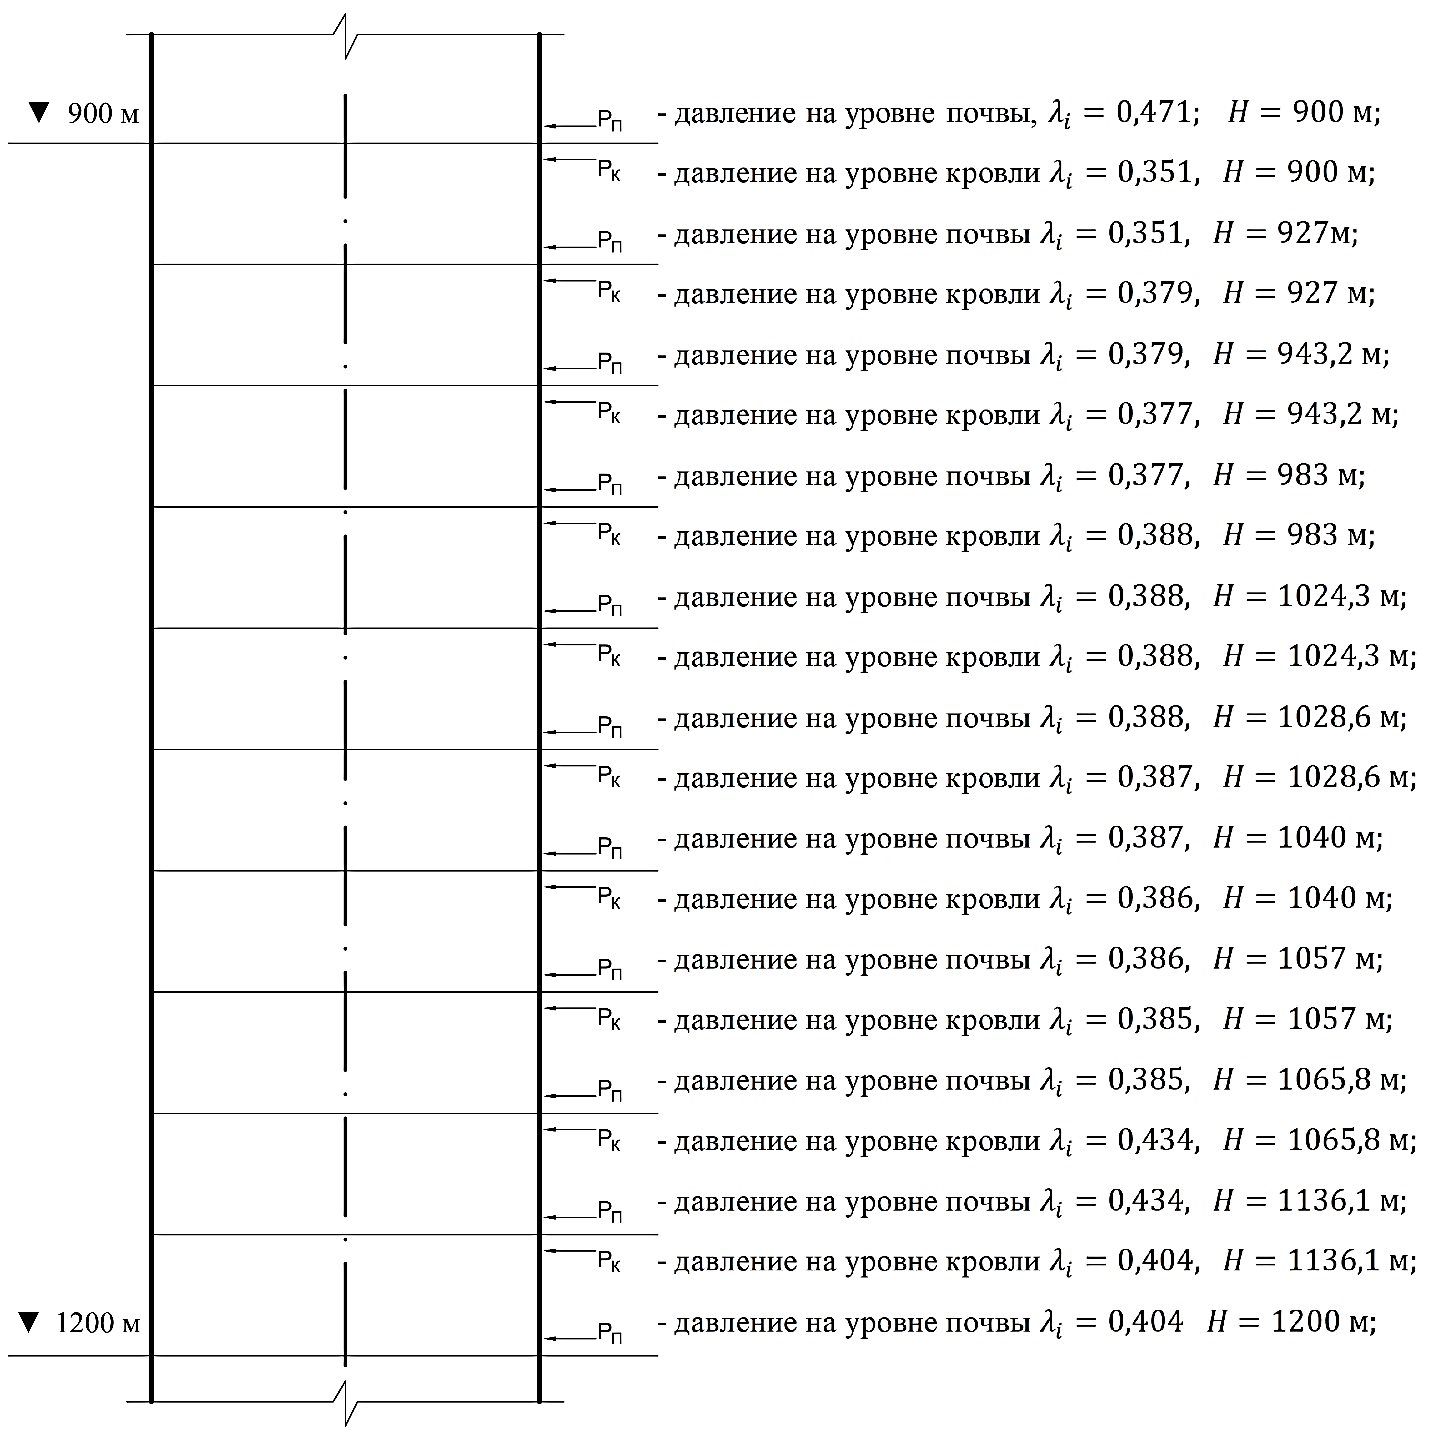 ▼ 900 м
Pп - давление на уровне почвы, λᵢ = 0,471; H = 900 м;
Pк - давление на уровне кровли λᵢ = 0,351, H = 900 м;
Pп - давление на уровне почвы λᵢ = 0,351, H = 927м;
Pк - давление на уровне кровли λᵢ = 0,379, H = 927 м;
Pп - давление на уровне почвы λᵢ = 0,379, H = 943,2 м;
Pк - давление на уровне кровли λᵢ = 0,377, H = 943,2 м;
Pп - давление на уровне почвы λᵢ = 0,377, H = 983 м;
Pк - давление на уровне кровли λᵢ = 0,388, H = 983 м;
Pп - давление на уровне почвы λᵢ = 0,388, H = 1024,3 м;
Pк - давление на уровне кровли λᵢ = 0,388, H = 1024,3 м;
Pп - давление на уровне почвы λᵢ = 0,388, H = 1028,6 м;
Pк - давление на уровне кровли λᵢ = 0,387, H = 1028,6 м;
Pп - давление на уровне почвы λᵢ = 0,387, H = 1040 м;
Pк - давление на уровне кровли λᵢ = 0,386, H = 1040 м;
Pп - давление на уровне почвы λᵢ = 0,386, H = 1057 м;
Pк - давление на уровне кровли λᵢ = 0,385, H = 1057 м;
Pп - давление на уровне почвы λᵢ = 0,385, H = 1065,8 м;
Pк - давление на уровне кровли λᵢ = 0,434, H = 1065,8 м;
Pп - давление на уровне почвы λᵢ = 0,434, H = 1136,1 м;
Pк - давление на уровне кровли λᵢ = 0,404, H = 1136,1 м;
▼ 1200 м
Pп - давление на уровне почвы λᵢ = 0,404 H = 1200 м;